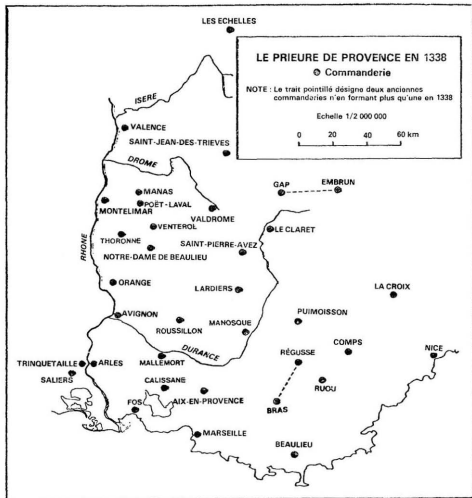 LES ECHELLES
LE PRIEURE DE PROVENCE EN 1338
Commanderie
NOTE : Le trait pointillé désigne deux anciennes
commandaries n'en formant plus qu'une en 1338
Echelle 1/2 000 000
0 20 40 60 km
ISERE
VALENCE
SAINT-JEAN-DES-TRIEVES
DROME
MANAS
POËT-LAVAL
MONTELIMAR
VALDROME
GAP
EMBRUN
VENTEROL
THORONNE
LE CLARET
SAINT-PIERRE-AVEZ
NOTRE-DAME DE BEAULIEU
RHONE
ORANGE
LARDIERS
LA CROIX
AVIGNON
ROUSSILLON
MANOSQUE
PUIMOISSON
DURANCE
TRINQUETAILLE
ARLES
MALLEMORT
RÉGUSSE
COMPS
NICE
SALIERS
CALISSANE
RUOU
FOS
AIX-EN-PROVENCE
BRAS
MARSEILLE
BEAULIEU